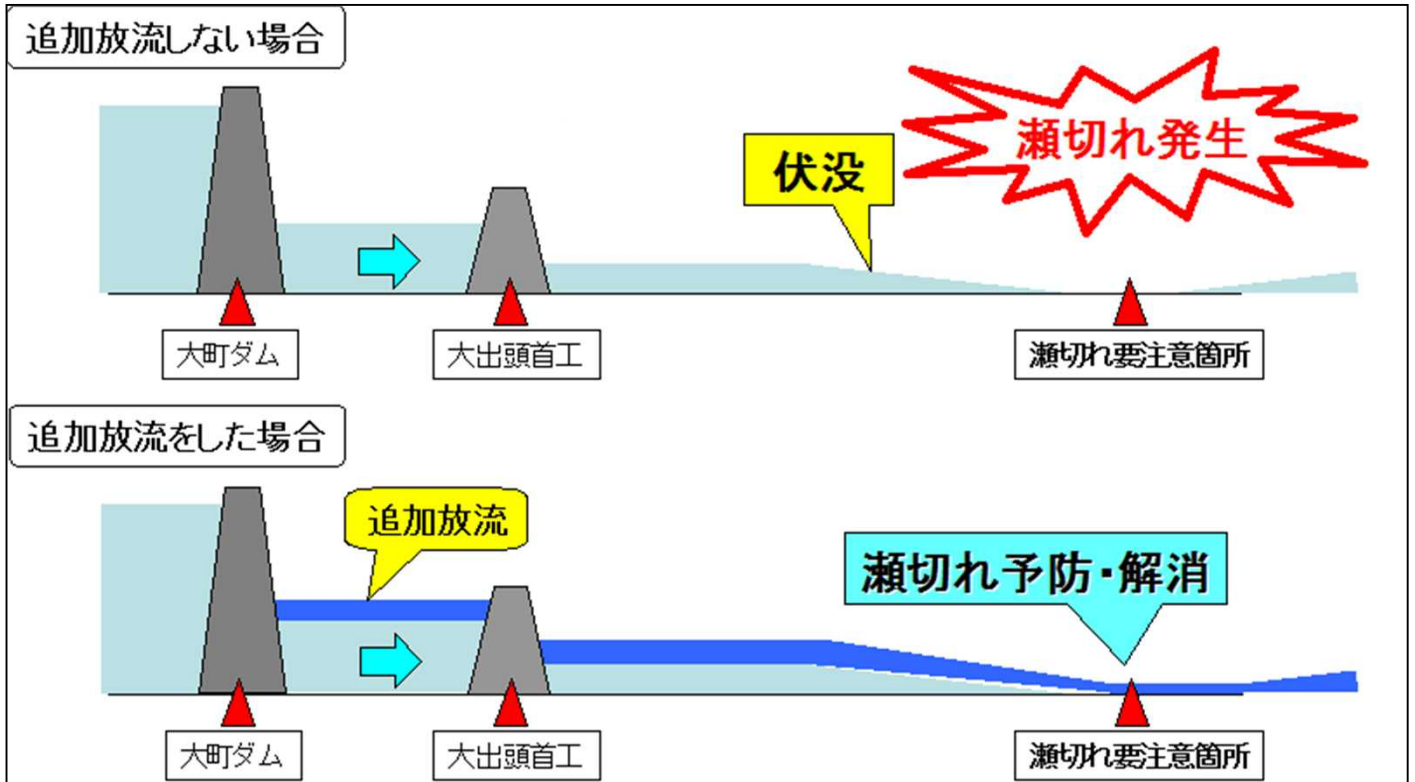 追加放流しない場合
瀬切れ発生
伏没
大町ダム
大出頭首工
瀬切れ要注意箇所
追加放流をした場合
追加放流
瀬切れ予防・解消
大町ダム
大出頭首工
瀬切れ要注意箇所